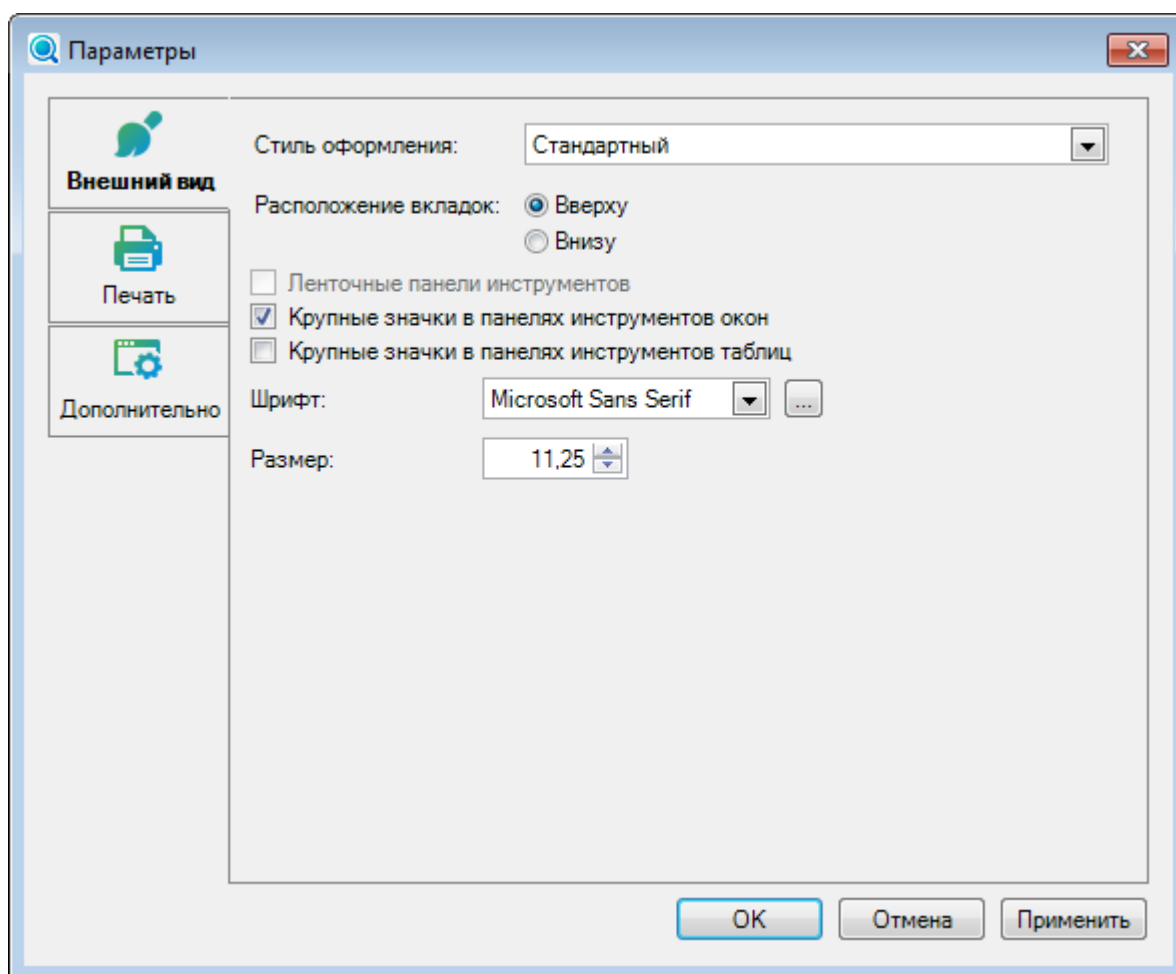 Параметры
Внешний вид
Печать
Дополнительно
Стиль оформления: Стандартный
Расположение вкладок: Вверху
Внизу
Ленточные панели инструментов
Крупные значки в панелях инструментов окон
Крупные значки в панелях инструментов таблиц
Шрифт: Microsoft Sans Serif ...
Размер: 11,25
OK Отмена Применить